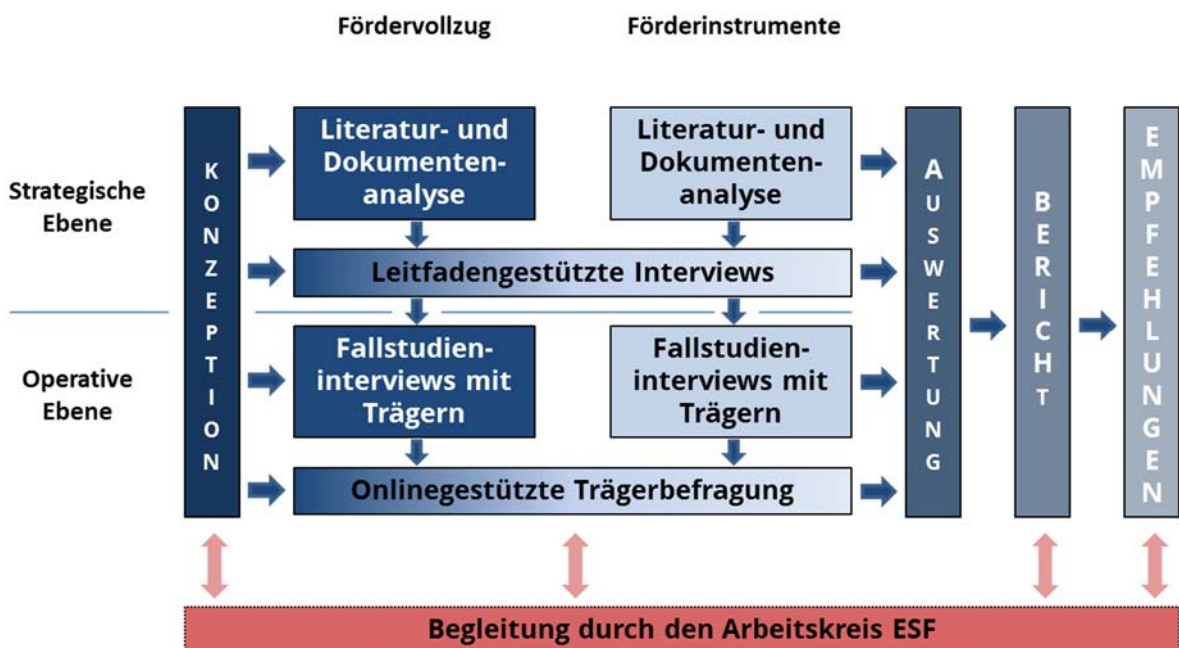 Fördervollzug
Förderinstrumente
Strategische
Ebene
Operative
Ebene
KONZEPTION
Literatur- und
Dokumenten-
analyse
Literatur- und
Dokumenten-
analyse
Leitfadengestützte Interviews
Fallstudien-
interviews mit
Trägern
Fallstudien-
interviews mit
Trägern
Onlinegestützte Trägerbefragung
AUSWERTUNG
BERICHT
EMPFEHLUNGEN
Begleitung durch den Arbeitskreis ESF